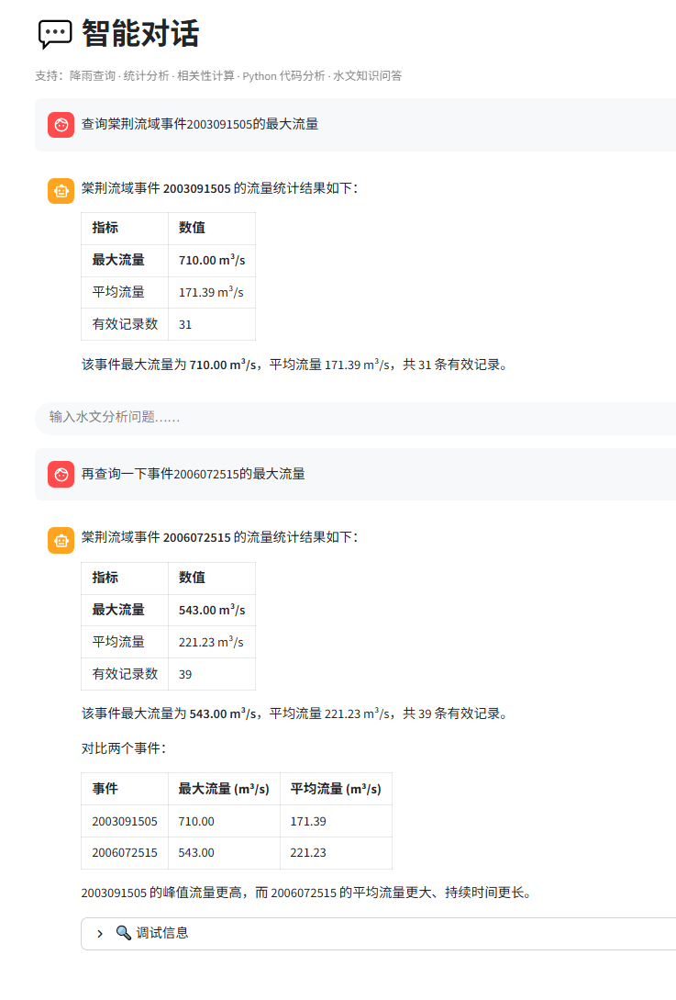 智能对话
支持：降雨查询 · 统计分析 · 相关性计算 · Python 代码分析 · 水文知识问答
查询棠荆流域事件2003091505的最大流量
棠荆流域事件 2003091505 的流量统计结果如下：
指标 数值
最大流量 710.00 m³/s
平均流量 171.39 m³/s
有效记录数 31
该事件最大流量为 710.00 m³/s，平均流量 171.39 m³/s，共 31 条有效记录。
输入水文分析问题……
再查询一下事件2006072515的最大流量
棠荆流域事件 2006072515 的流量统计结果如下：
指标 数值
最大流量 543.00 m³/s
平均流量 221.23 m³/s
有效记录数 39
该事件最大流量为 543.00 m³/s，平均流量 221.23 m³/s，共 39 条有效记录。
对比两个事件：
事件 最大流量 (m³/s) 平均流量 (m³/s)
2003091505 710.00 171.39
2006072515 543.00 221.23
2003091505 的峰值流量更高，而 2006072515 的平均流量更大、持续时间更长。
调试信息